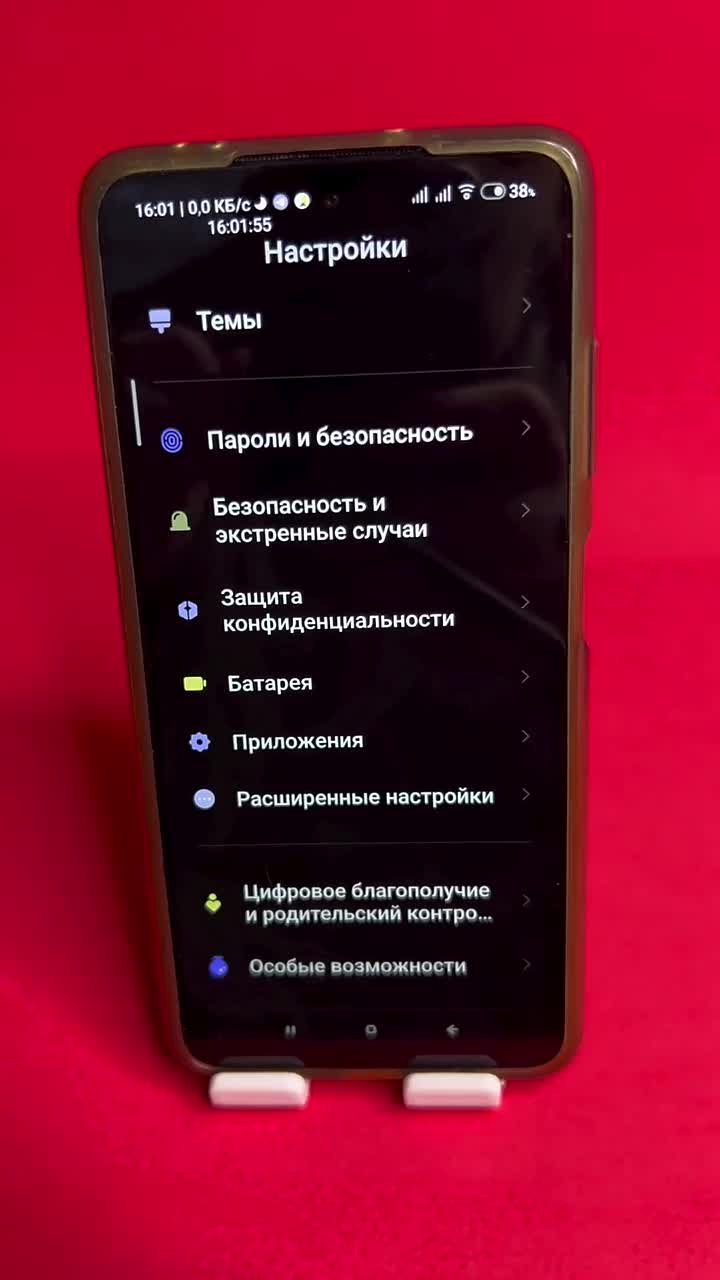 16:01 | 0,0 КБ/с 38%
16:01:55
Настройки
Темы
Пароли и безопасность
Безопасность и
экстренные случаи
Защита
конфиденциальности
Батарея
Приложения
Расширенные настройки
Цифровое благополучие
и родительский контро...
Особые возможности